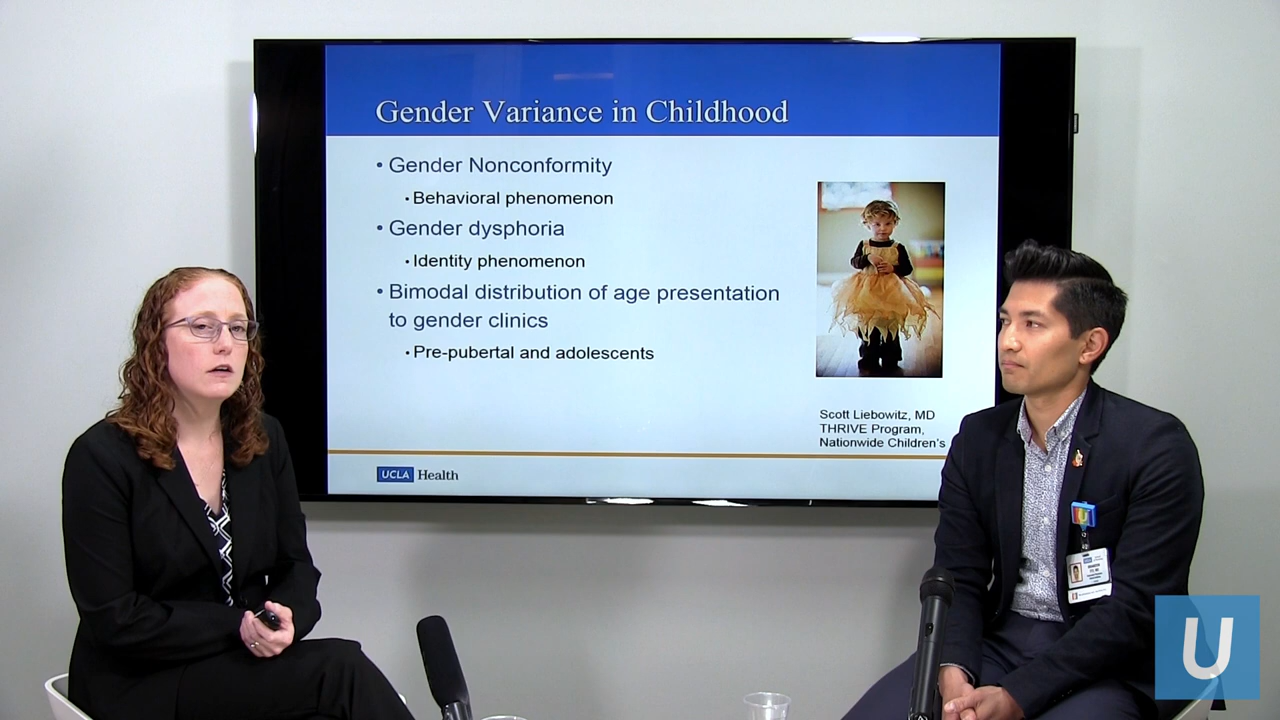 Gender Variance in Childhood
• Gender Nonconformity
• Behavioral phenomenon
• Gender dysphoria
• Identity phenomenon
• Bimodal distribution of age presentation
to gender clinics
• Pre-pubertal and adolescents
Scott Liebowitz, MD
THRIVE Program,
Nationwide Children's
UCLA Health
U